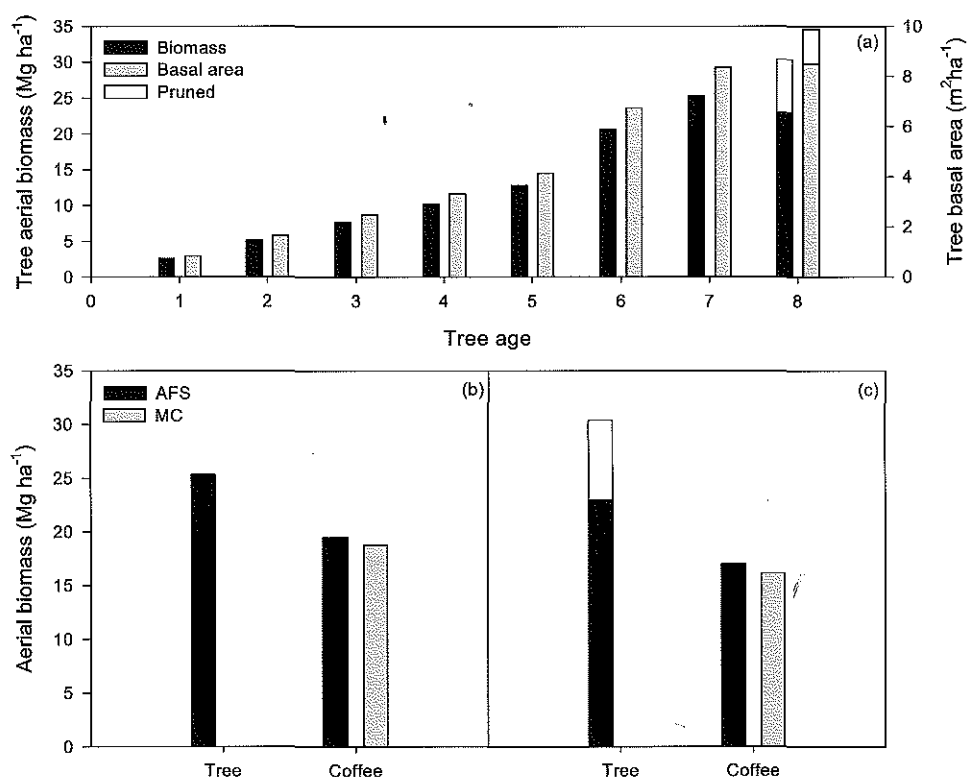 Tree aerial biomass (Mg ha⁻¹)
35
30
25
20
15
10
5
0
Biomass
Basal area
Pruned
(a)
10
8
6
4
2
0
Tree basal area (m²ha⁻¹)
0 1 2 3 4 5 6 7 8
Tree age
Aerial biomass (Mg ha⁻¹)
35
30
25
20
15
10
5
0
AFS
MC
(b)
(c)
Tree Coffee Tree Coffee